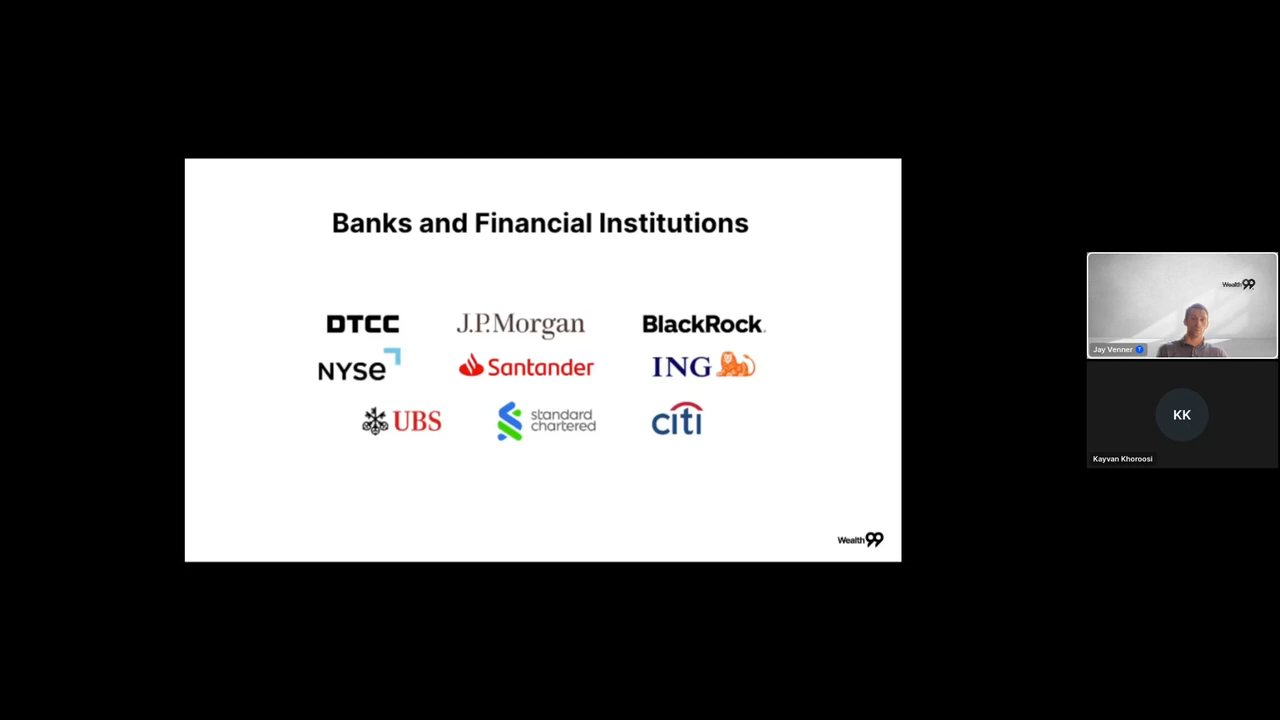 Banks and Financial Institutions
DTCC
J.P.Morgan
BlackRock.
NYSE
Santander
ING
UBS
standard
chartered
citi
Wealth99
Wealth99
Jay Venner
KK
Kayvan Khoroosi